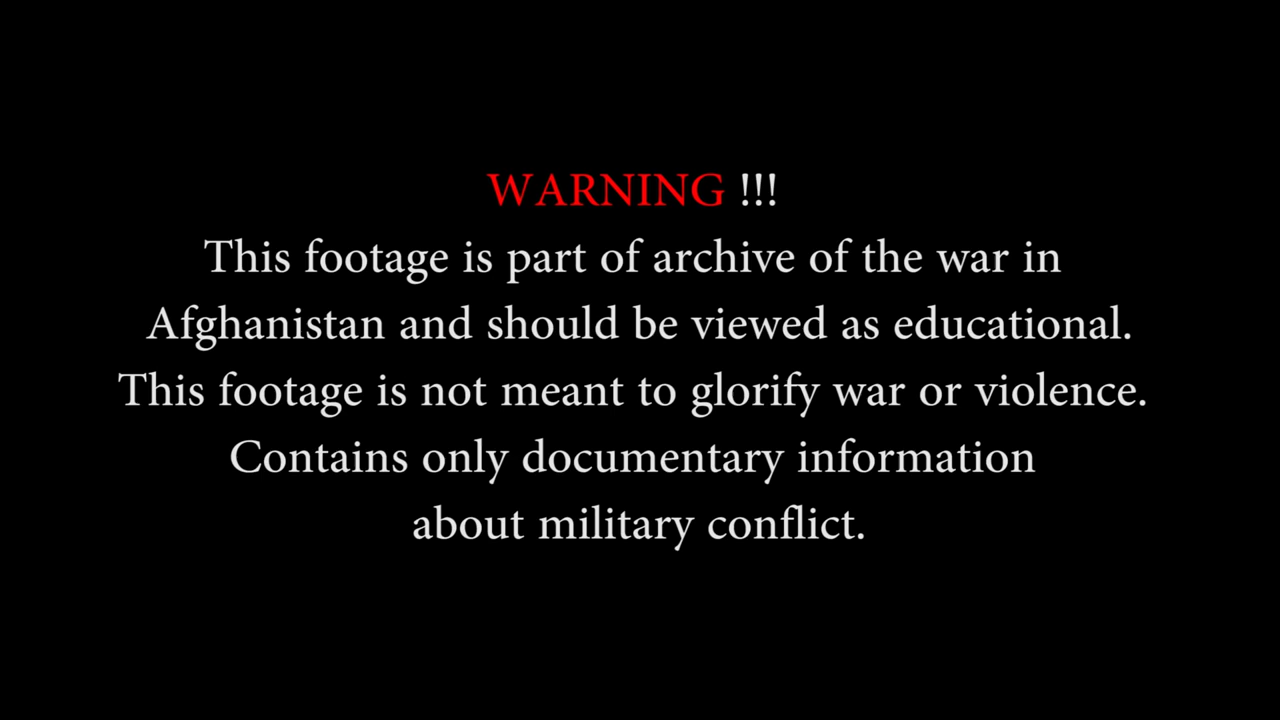 WARNING !!!
This footage is part of archive of the war in
Afghanistan and should be viewed as educational.
This footage is not meant to glorify war or violence.
Contains only documentary information
about military conflict.